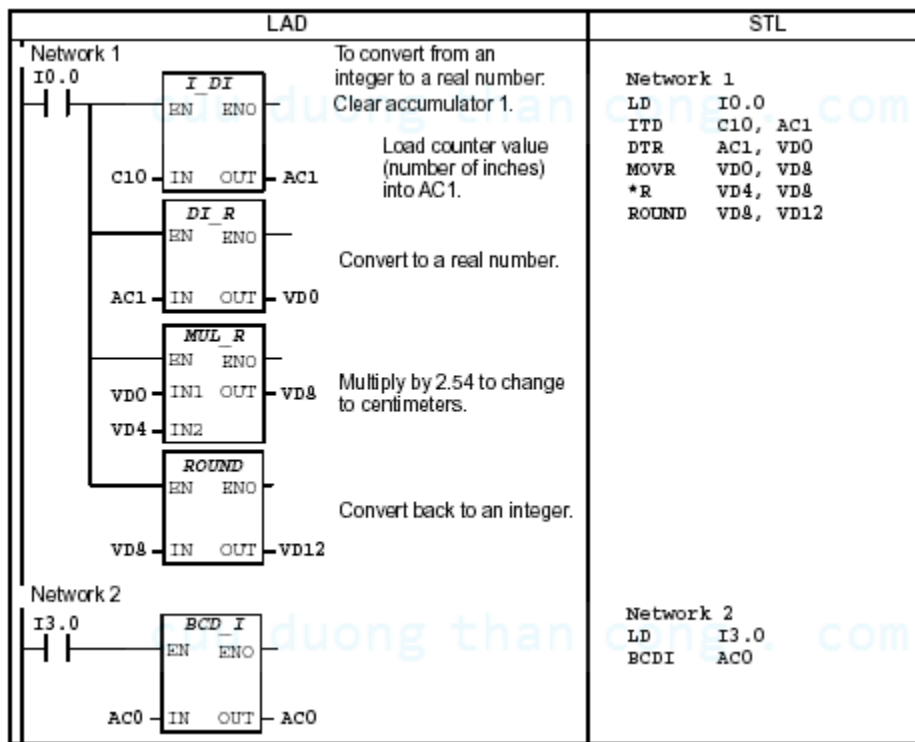 LAD
STL
Network 1
I0.0
I_DI
EN ENO
C10 IN OUT AC1
To convert from an
integer to a real number:
Clear accumulator 1.
Load counter value
(number of inches)
into AC1.
DI_R
EN ENO
AC1 IN OUT VD0
Convert to a real number.
MUL_R
EN ENO
VD0 IN1 OUT VD8
VD4 IN2
Multiply by 2.54 to change
to centimeters.
ROUND
EN ENO
VD8 IN OUT VD12
Convert back to an integer.
Network 1
LD I0.0
ITD C10, AC1
DTR AC1, VD0
MOVR VD0, VD8
*R VD4, VD8
ROUND VD8, VD12
cuu duong than cong . com
Network 2
I3.0
BCD_I
EN ENO
AC0 IN OUT AC0
Network 2
LD I3.0
BCDI AC0
cuu duong than cong . com